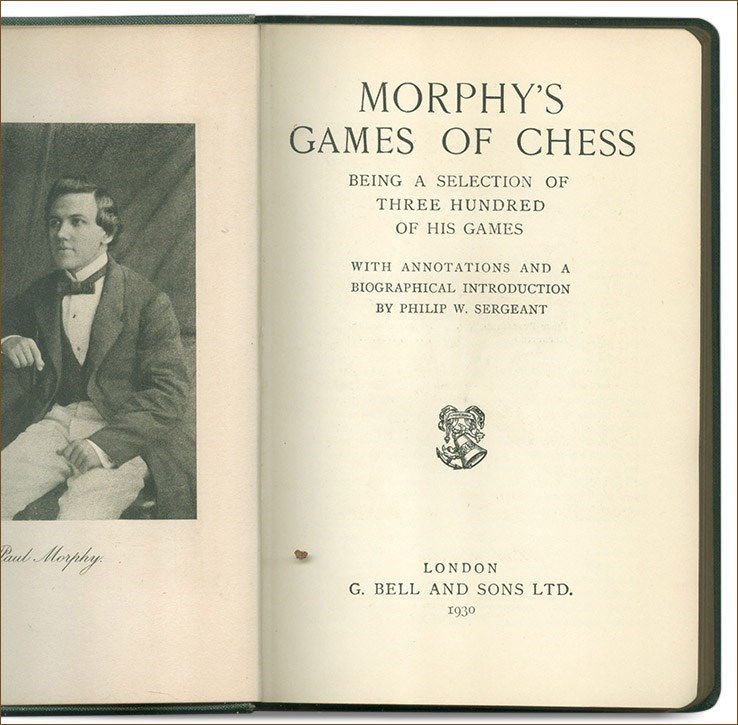 Paul Morphy.
MORPHY'S
GAMES OF CHESS
BEING A SELECTION OF
THREE HUNDRED
OF HIS GAMES
WITH ANNOTATIONS AND A
BIOGRAPHICAL INTRODUCTION
BY PHILIP W. SERGEANT
LONDON
G. BELL AND SONS LTD.
1930